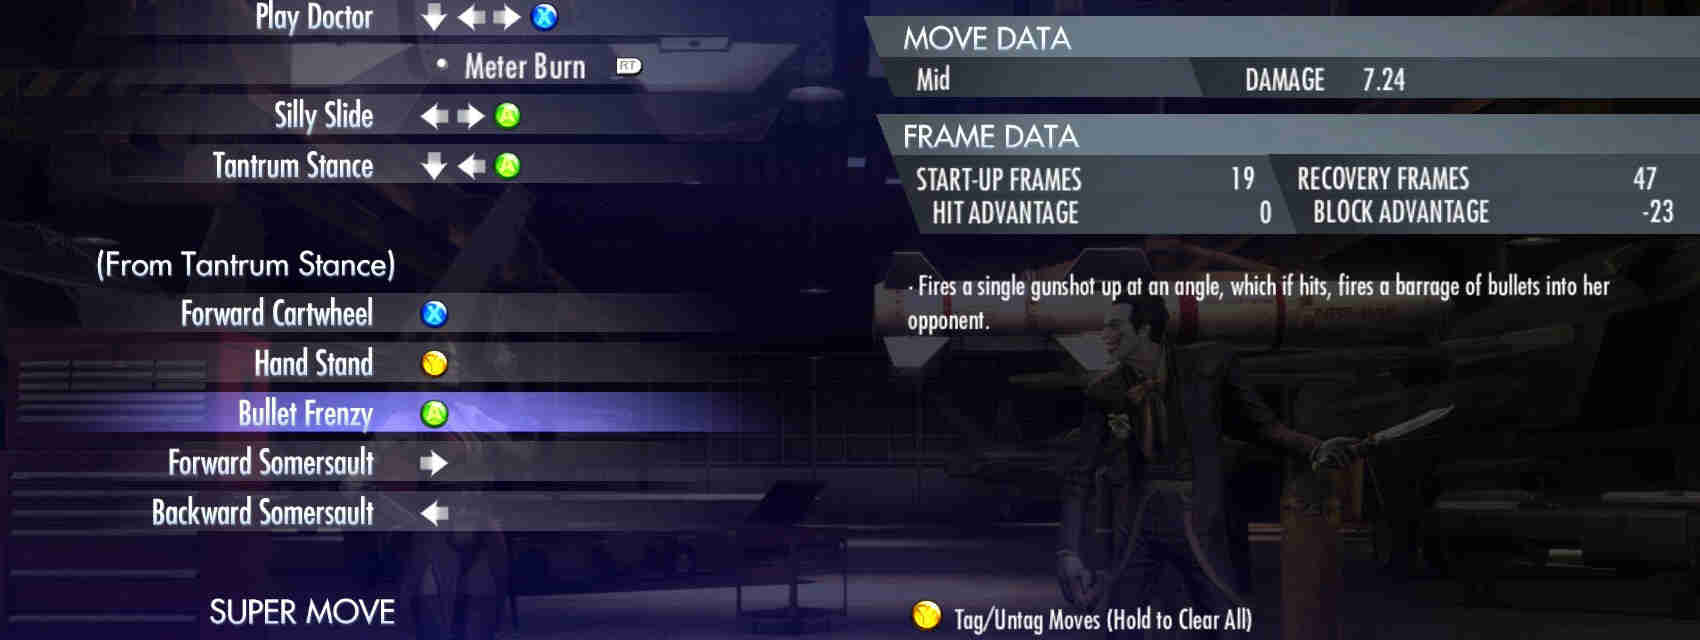 Play Doctor X
• Meter Burn RT
Silly Slide A
Tantrum Stance A
(From Tantrum Stance)
Forward Cartwheel X
Hand Stand Y
Bullet Frenzy A
Forward Somersault
Backward Somersault
SUPER MOVE
MOVE DATA
Mid DAMAGE 7.24
FRAME DATA
START-UP FRAMES 19 RECOVERY FRAMES 47
HIT ADVANTAGE 0 BLOCK ADVANTAGE -23
· Fires a single gunshot up at an angle, which if hits, fires a barrage of bullets into her
opponent.
Y Tag/Untag Moves (Hold to Clear All)